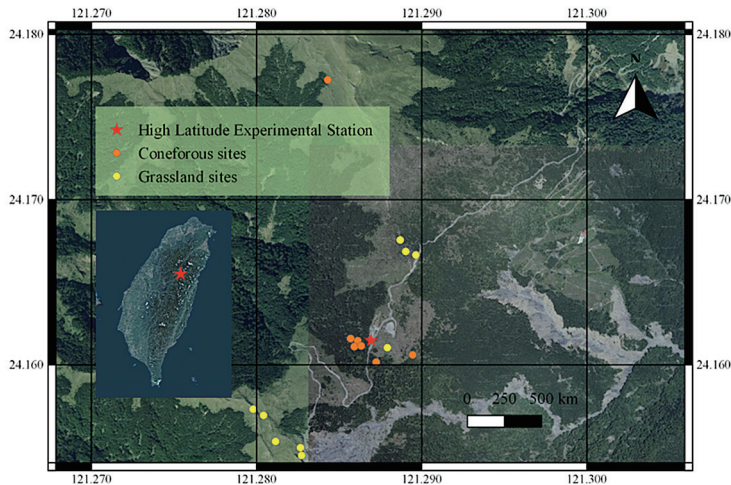 121.270 121.280 121.290 121.300
24.180 24.180
N
High Latitude Experimental Station
Coneforous sites
Grassland sites
24.170 24.170
24.160 24.160
0 250 500 km
121.270 121.280 121.290 121.300